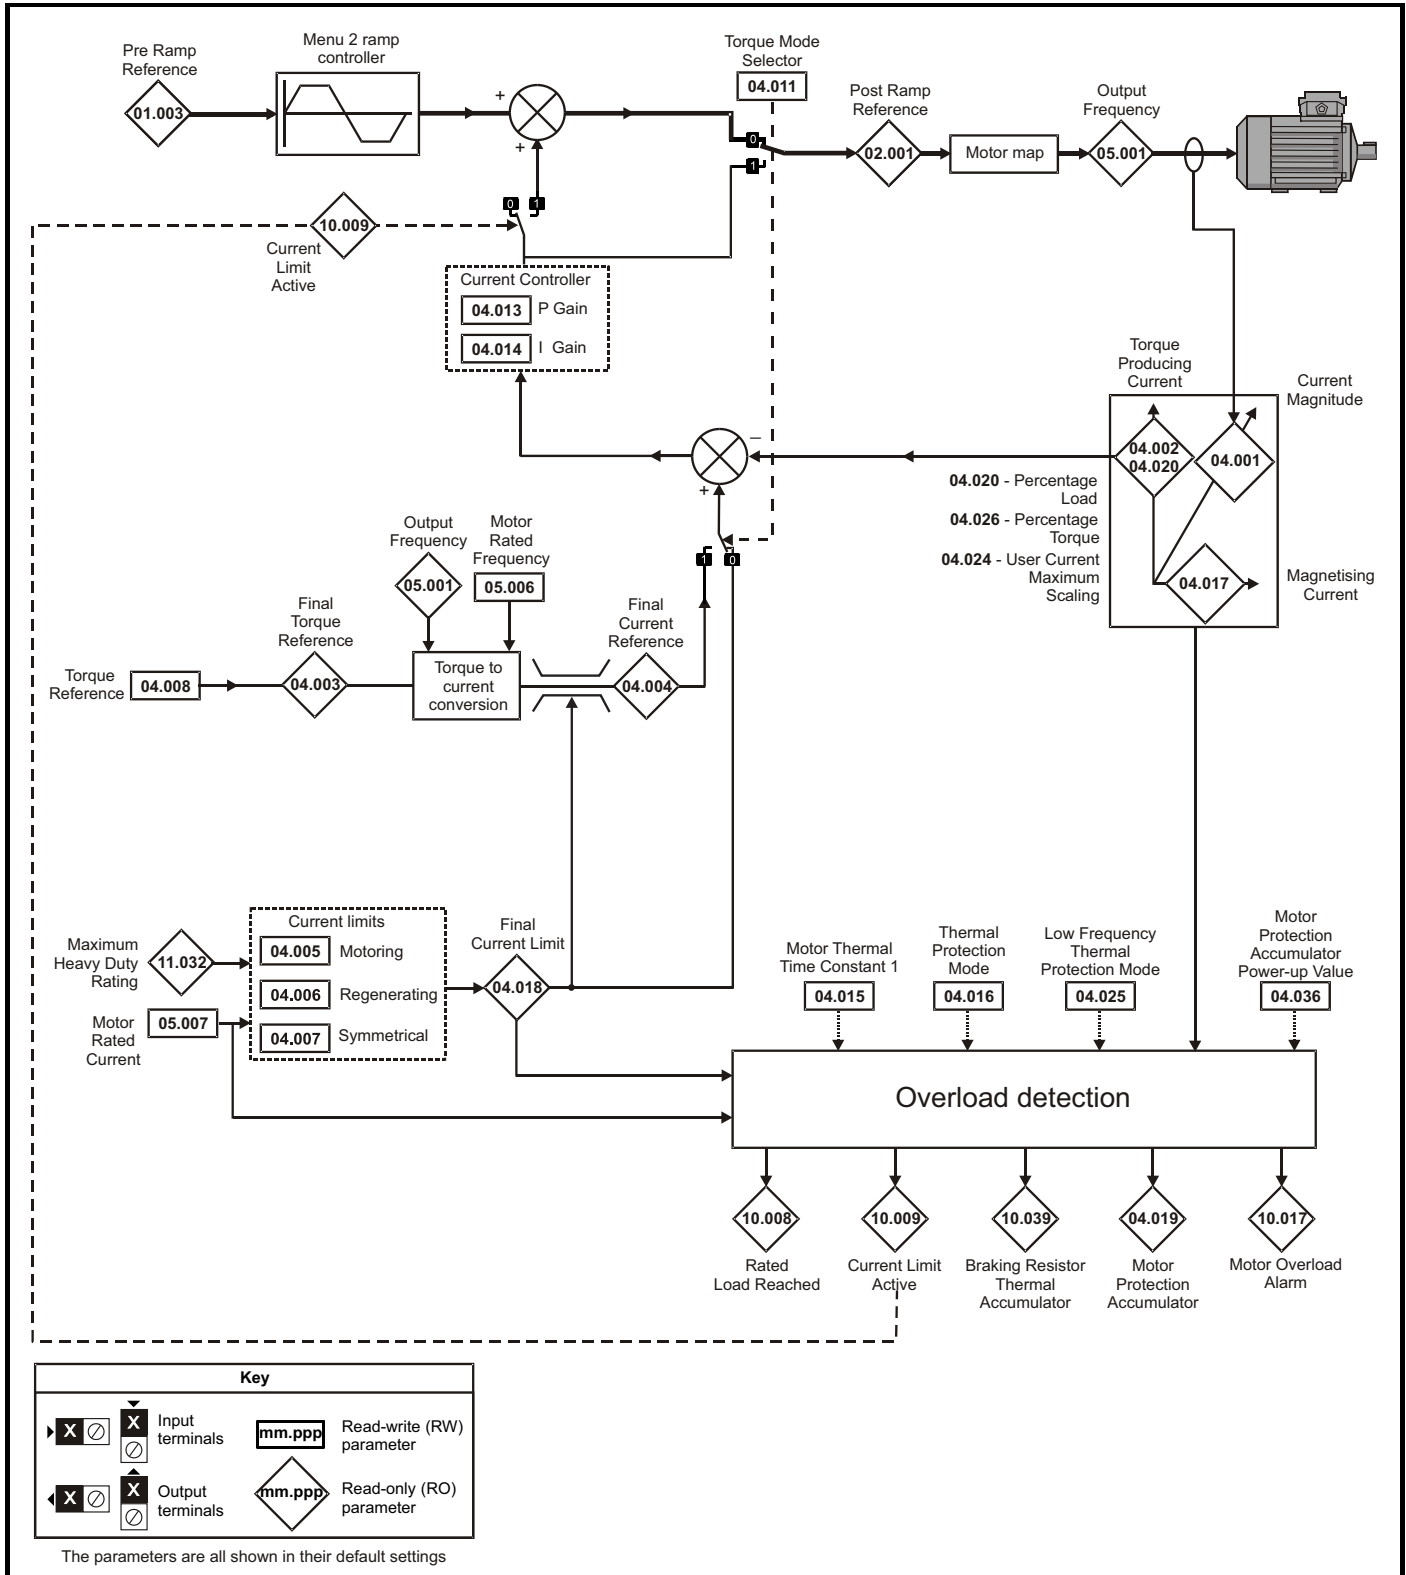 Pre Ramp
Reference
01.003
Menu 2 ramp
controller
+
+
Torque Mode
Selector
04.011
0
1
Post Ramp
Reference
02.001
Motor map
Output
Frequency
05.001
0
1
10.009
Current
Limit
Active
Current Controller
04.013
P Gain
04.014
I Gain
Torque
Producing
Current
Current
Magnitude
04.002
04.020
04.001
04.017
Magnetising
Current
–
+
04.020 - Percentage
Load
04.026 - Percentage
Torque
04.024 - User Current
Maximum
Scaling
1
0
Output
Frequency
05.001
Motor
Rated
Frequency
05.006
Final
Torque
Reference
Final
Current
Reference
Torque
Reference
04.008
04.003
Torque to
current
conversion
04.004
Maximum
Heavy Duty
Rating
11.032
Motor
Rated
Current
05.007
Current limits
04.005
Motoring
04.006
Regenerating
04.007
Symmetrical
Final
Current Limit
04.018
Motor Thermal
Time Constant 1
04.015
Thermal
Protection
Mode
04.016
Low Frequency
Thermal
Protection Mode
04.025
Motor
Protection
Accumulator
Power-up Value
04.036
Overload detection
10.008
Rated
Load Reached
10.009
Current Limit
Active
10.039
Braking Resistor
Thermal
Accumulator
04.019
Motor
Protection
Accumulator
10.017
Motor Overload
Alarm
Key
X
X
Input
terminals
mm.ppp
Read-write (RW)
parameter
X
X
Output
terminals
mm.ppp
Read-only (RO)
parameter
The parameters are all shown in their default settings